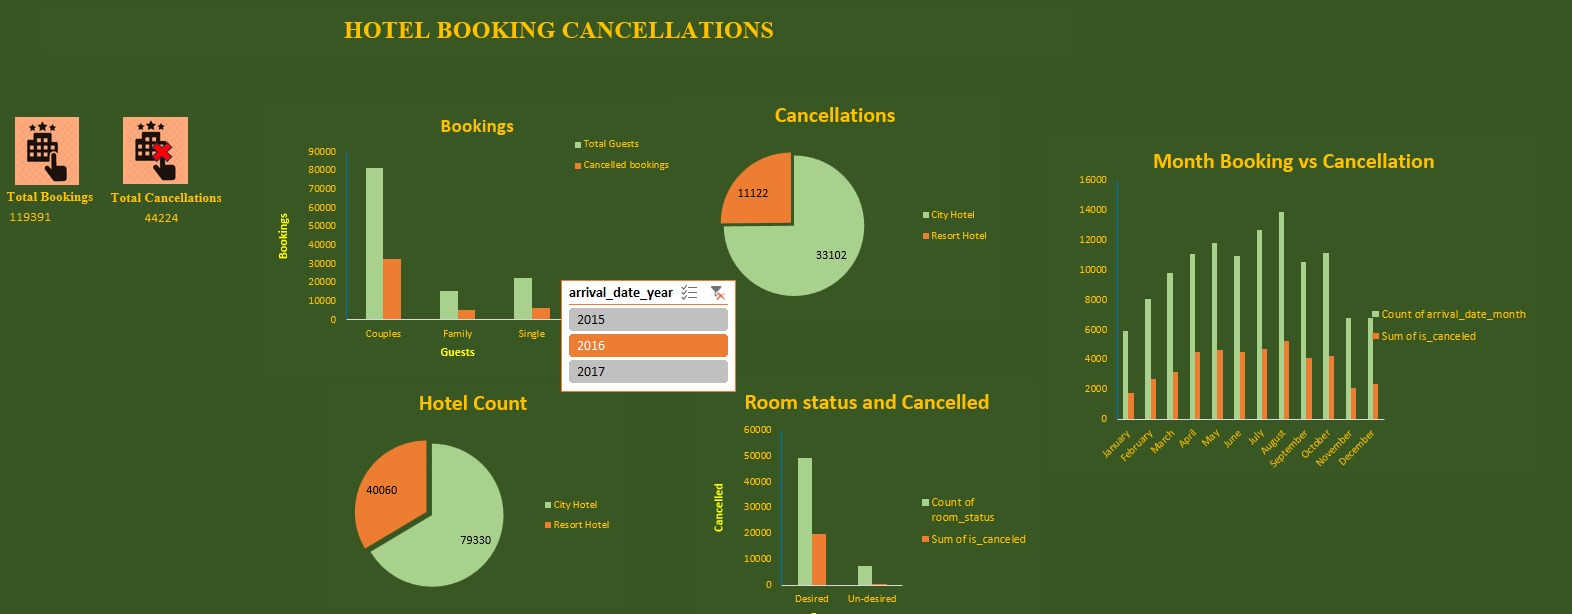 HOTEL BOOKING CANCELLATIONS
Total Bookings
119391
Total Cancellations
44224
Bookings
Total Guests
Cancelled bookings
90000
80000
70000
60000
50000
40000
30000
20000
10000
0
Bookings
Couples
Family
Single
Guests
Cancellations
11122
33102
City Hotel
Resort Hotel
arrival_date_year
2015
2016
2017
Month Booking vs Cancellation
16000
14000
12000
10000
8000
6000
4000
2000
0
January
February
March
April
May
June
July
August
September
October
November
December
Count of arrival_date_month
Sum of is_canceled
Hotel Count
40060
79330
City Hotel
Resort Hotel
Room status and Cancelled
60000
50000
40000
30000
20000
10000
0
Cancelled
Desired
Un-desired
Count of
room_status
Sum of is_canceled